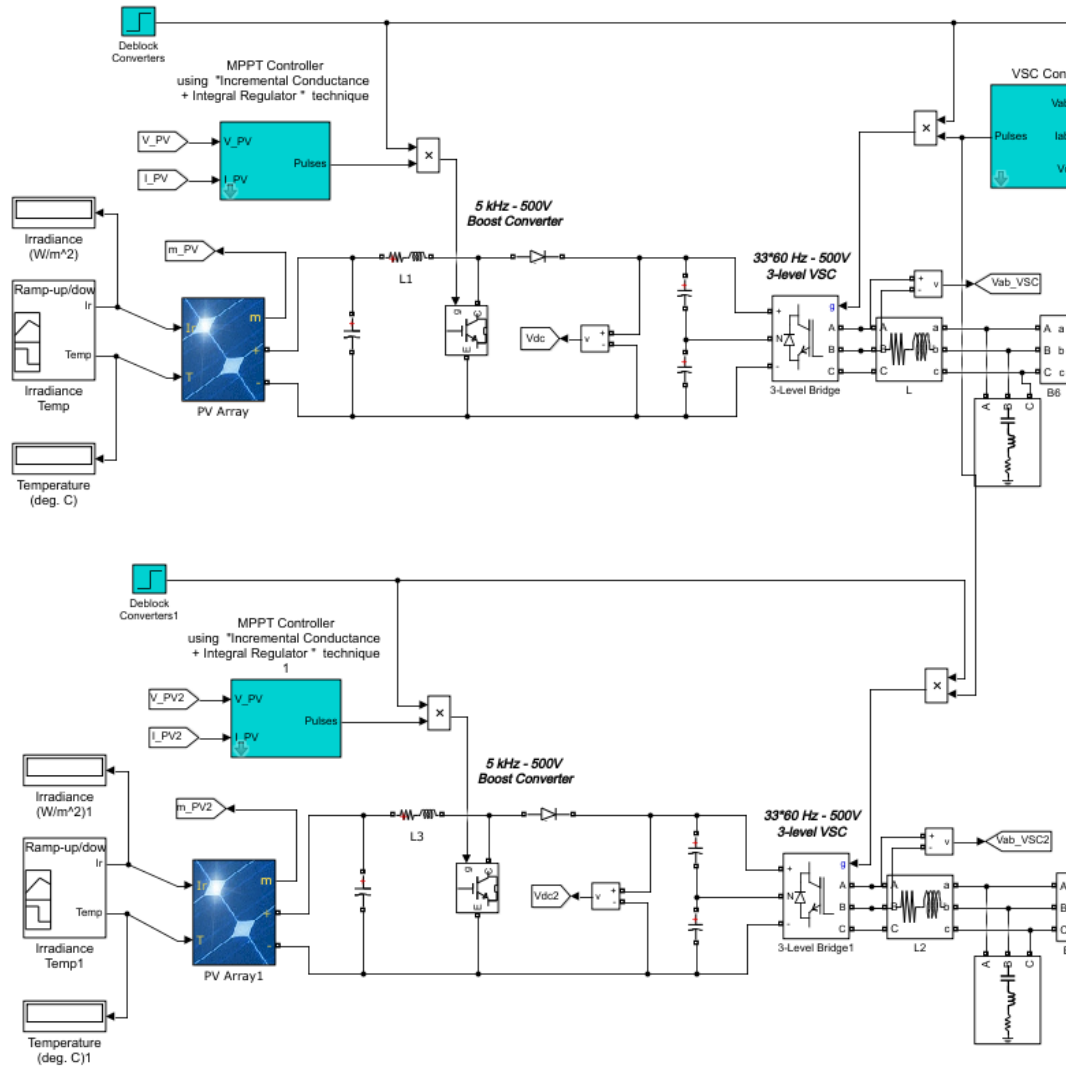 Deblock
Converters
MPPT Controller
using "Incremental Conductance
+ Integral Regulator " technique
VSC Con
V_PV
I_PV
V_PV
I_PV
Pulses
×
×
Pulses
Vab
Iab
V
5 kHz - 500V
Boost Converter
Irradiance
(W/m^2)
m_PV
Ramp-up/dow
Ir
Temp
Irradiance
Temp
Ir
T
m
+
-
PV Array
L1
g
C
E
Vdc
v
+
-
33*60 Hz - 500V
3-level VSC
g
+
N
-
A
B
C
3-Level Bridge
+
-
v
Vab_VSC
A
B
C
a
b
c
L
A
B
C
a
b
c
B6
A
B
C
Temperature
(deg. C)
Deblock
Converters1
MPPT Controller
using "Incremental Conductance
+ Integral Regulator " technique
1
V_PV2
I_PV2
V_PV
I_PV
Pulses
×
×
5 kHz - 500V
Boost Converter
Irradiance
(W/m^2)1
m_PV2
Ramp-up/dow
Ir
Temp
Irradiance
Temp1
Ir
T
m
+
-
PV Array1
L3
g
C
E
Vdc2
v
+
-
33*60 Hz - 500V
3-level VSC
g
+
N
-
A
B
C
3-Level Bridge1
+
-
v
Vab_VSC2
A
B
C
a
b
c
L2
A
B
C
A
B
C
Temperature
(deg. C)1